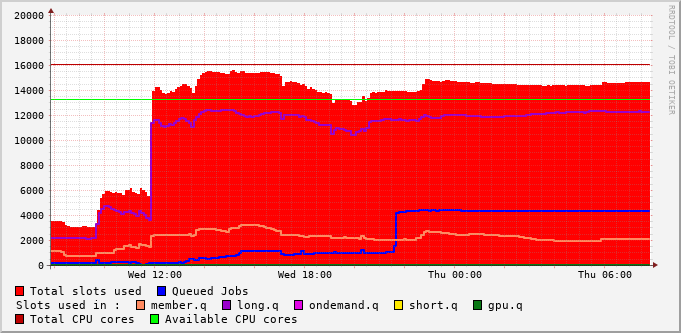 20000
18000
16000
14000
12000
10000
8000
6000
4000
2000
0
Wed 12:00 Wed 18:00 Thu 00:00 Thu 06:00
RRDTOOL / TOBI OETIKER
Total slots used Queued Jobs
Slots used in : member.q long.q ondemand.q short.q gpu.q
Total CPU cores Available CPU cores